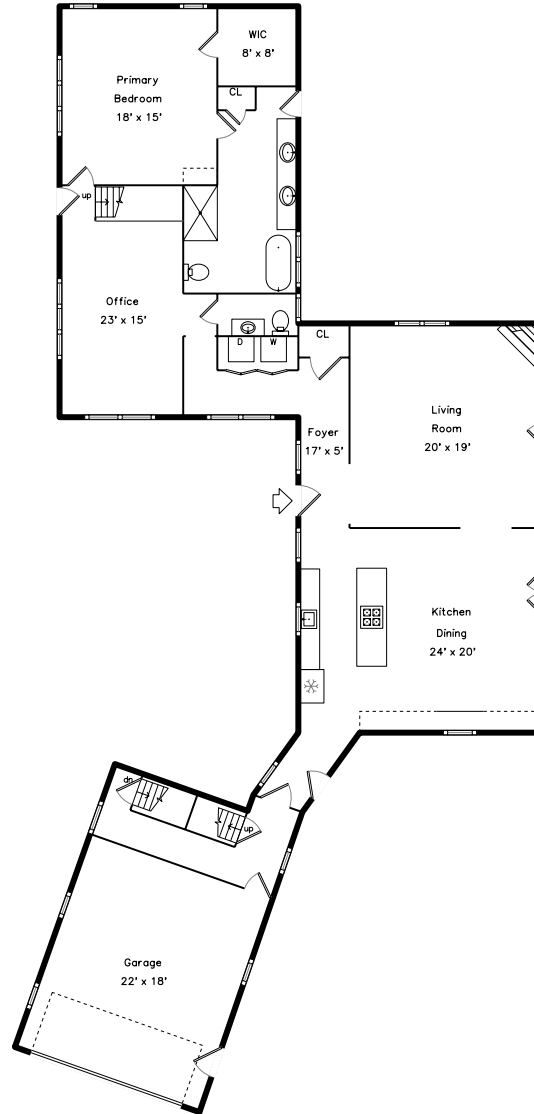 WIC
8' x 8'
Primary
Bedroom
18' x 15'
CL
up
Office
23' x 15'
D
W
CL
Living
Room
20' x 19'
Foyer
17' x 5'
Kitchen
Dining
24' x 20'
dn
up
Garage
22' x 18'